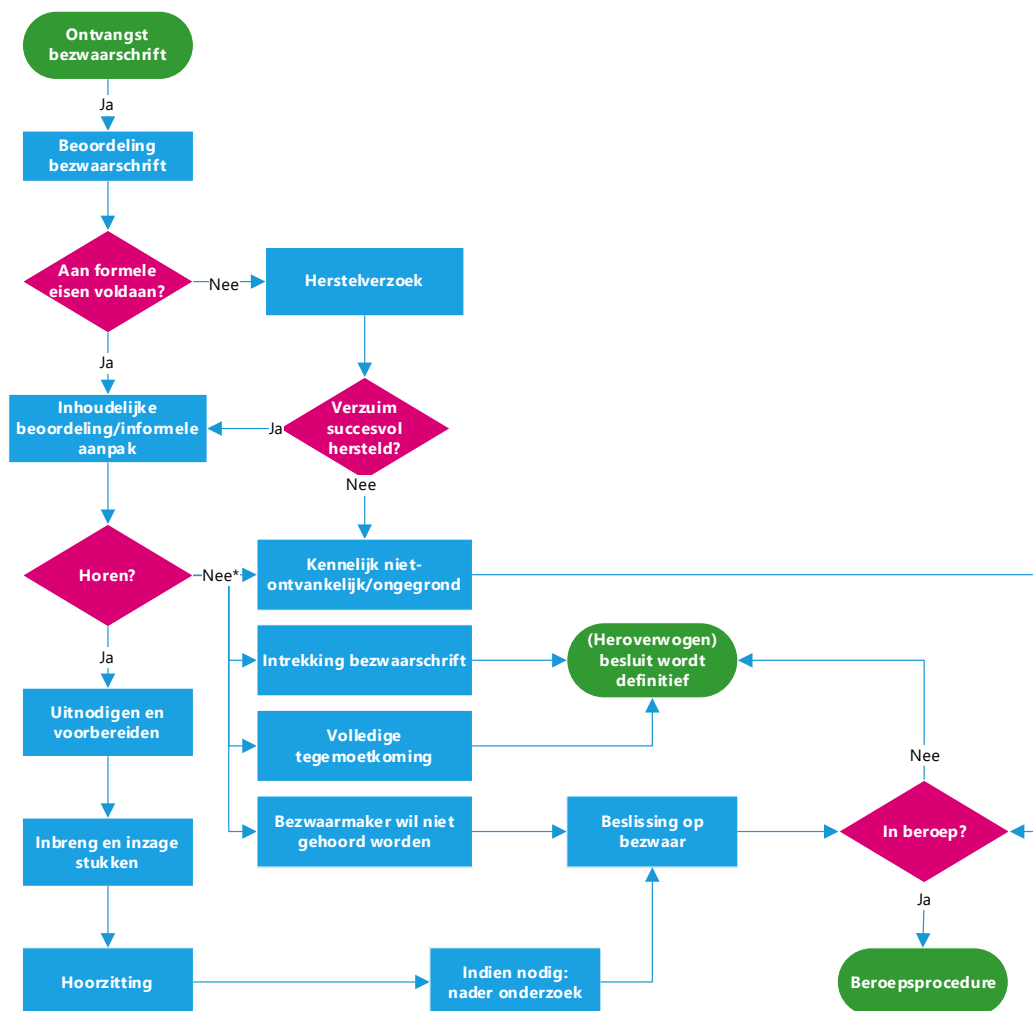 Ontvangst
bezwaarschrift
Ja
Beoordeling
bezwaarschrift
Aan formele
eisen voldaan?
Nee
Herstelverzoek
Ja
Inhoudelijke
beoordeling/informele
aanpak
Ja
Verzuim
succesvol
hersteld?
Nee
Horen?
Nee*
Kennelijk niet-
ontvankelijk/ongegrond
Ja
Intrekking bezwaarschrift
(Heroverwogen)
besluit wordt
definitief
Uitnodigen en
voorbereiden
Volledige
tegemoetkoming
Nee
Inbreng en inzage
stukken
Bezwaarmaker wil niet
gehoord worden
Beslissing op
bezwaar
In beroep?
Ja
Hoorzitting
Indien nodig:
nader onderzoek
Beroepsprocedure